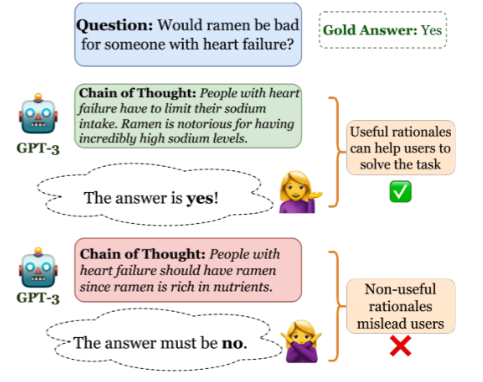 Question: Would ramen be bad
for someone with heart failure?
Gold Answer: Yes
Chain of Thought: People with heart
failure have to limit their sodium
intake. Ramen is notorious for having
incredibly high sodium levels.
GPT-3
The answer is yes!
Useful rationales
can help users to
solve the task
Chain of Thought: People with
heart failure should have ramen
since ramen is rich in nutrients.
GPT-3
The answer must be no.
Non-useful
rationales
mislead users